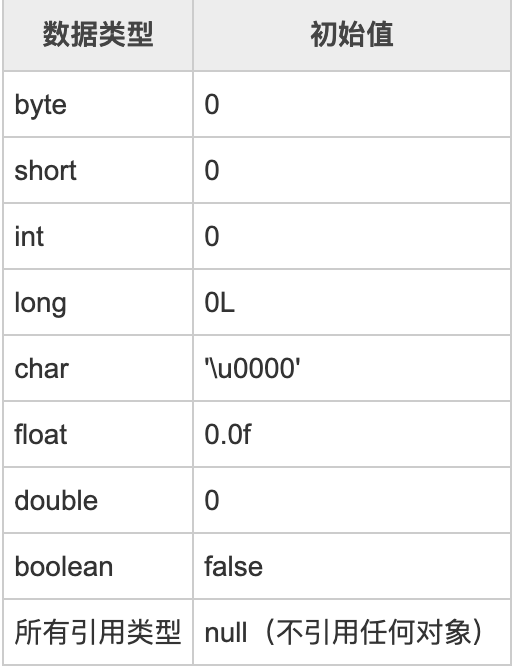 数据类型 初始值
byte 0
short 0
int 0
long 0L
char '\u0000'
float 0.0f
double 0
boolean false
所有引用类型 null（不引用任何对象）